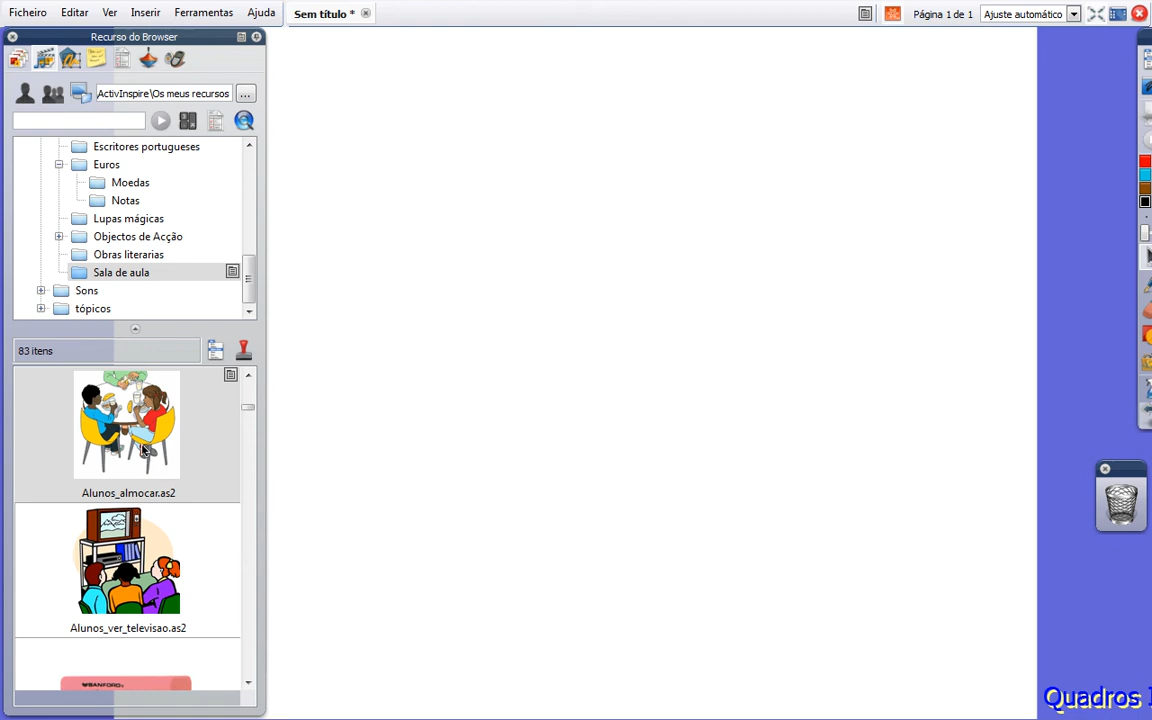 Ficheiro Editar Ver Inserir Ferramentas Ajuda
Sem título *
Página 1 de 1
Ajuste automático
Recurso do Browser
ActivInspire\Os meus recursos
...
Escritores portugueses
Euros
Moedas
Notas
Lupas mágicas
Objectos de Acção
Obras literarias
Sala de aula
Sons
tópicos
83 itens
Alunos_almocar.as2
Alunos_ver_televisao.as2
SANFORD
Quadros